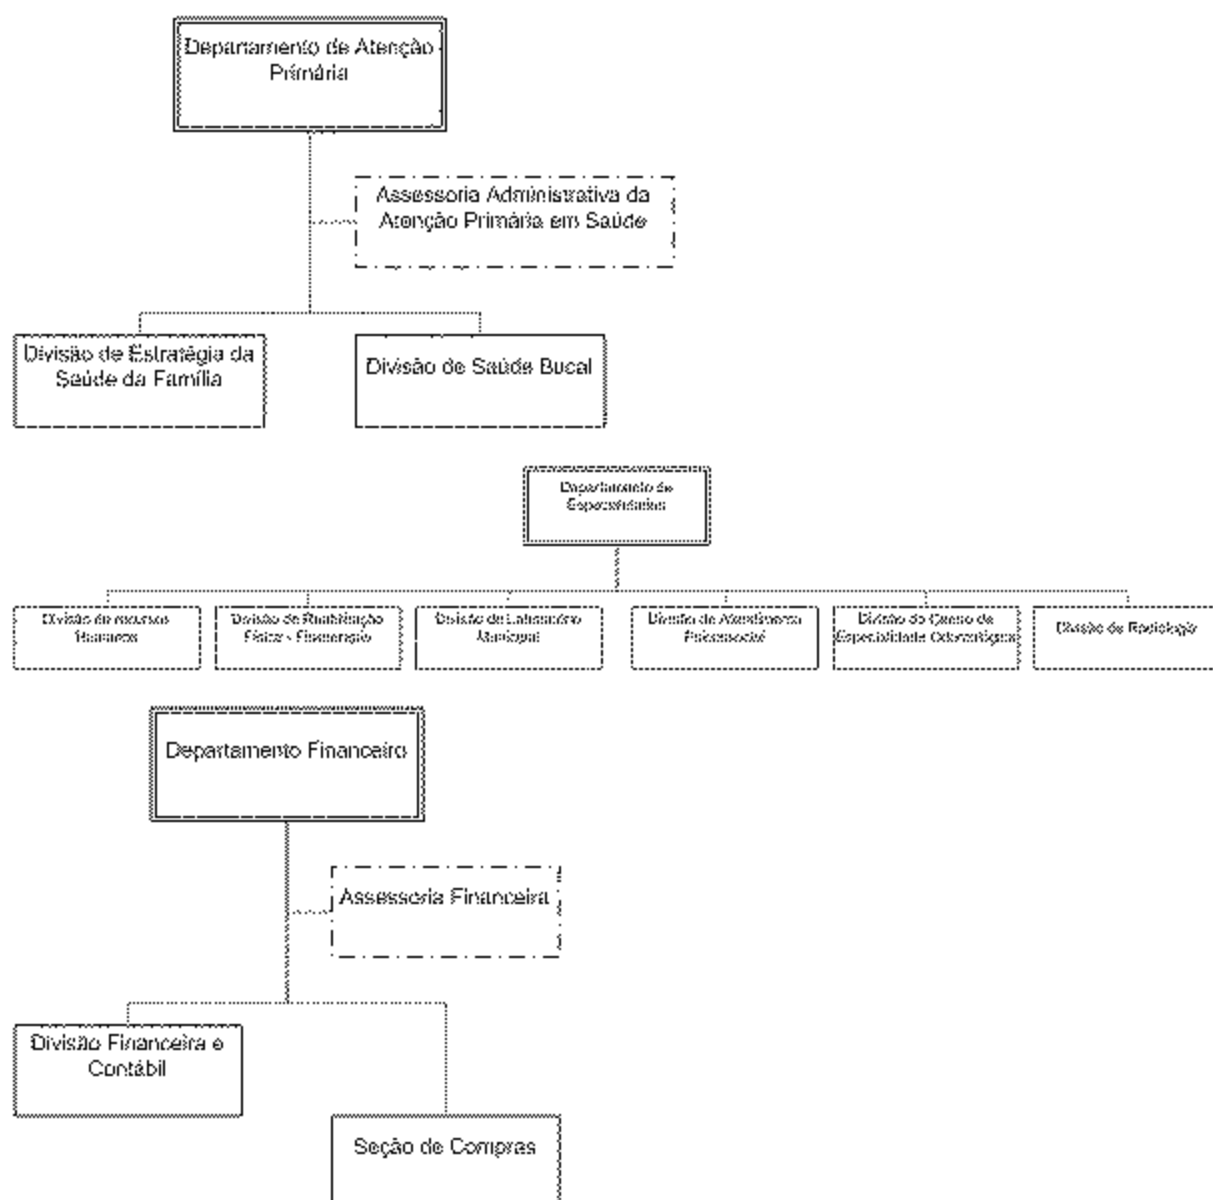 Departamento de Atenção
Primária
Assessoria Administrativa da
Atenção Primária em Saúde
Divisão de Estratégia da
Saúde da Família
Divisão de Saúde Bucal
Departamento de
Especialidades
Divisão de Recursos
Humanos
Divisão de Reabilitação
Física - Fisioterapia
Divisão de Laboratório
Municipal
Divisão de Atendimento
Psicossocial
Divisão do Centro de
Especialidade Odontológica
Divisão de Radiologia
Departamento Financeiro
Assessoria Financeira
Divisão Financeira e
Contábil
Seção de Compras